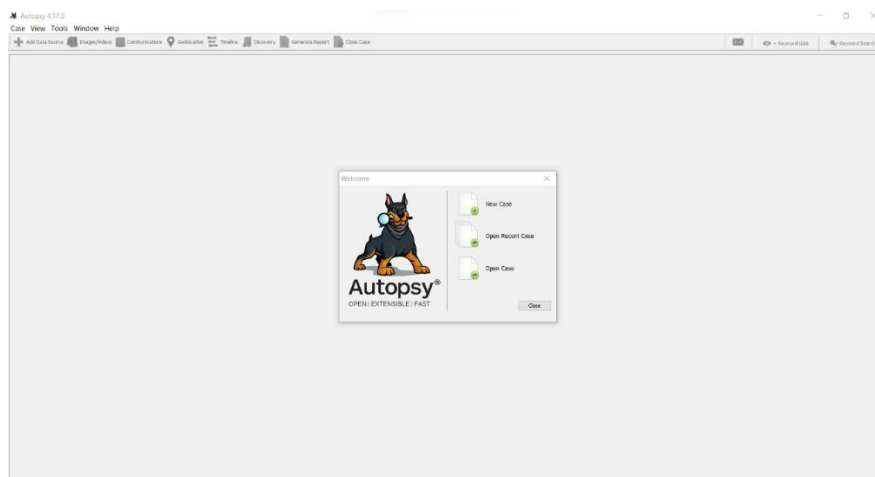 Autopsy 4.17.0
Case View Tools Window Help
Add Data Source Images/Videos Communications Geolocation Timeline Discovery Generate Report Close Case Keyword Lists Keyword Search
Welcome
New Case
Open Recent Case
Open Case
Autopsy®
OPEN | EXTENSIBLE | FAST
Close